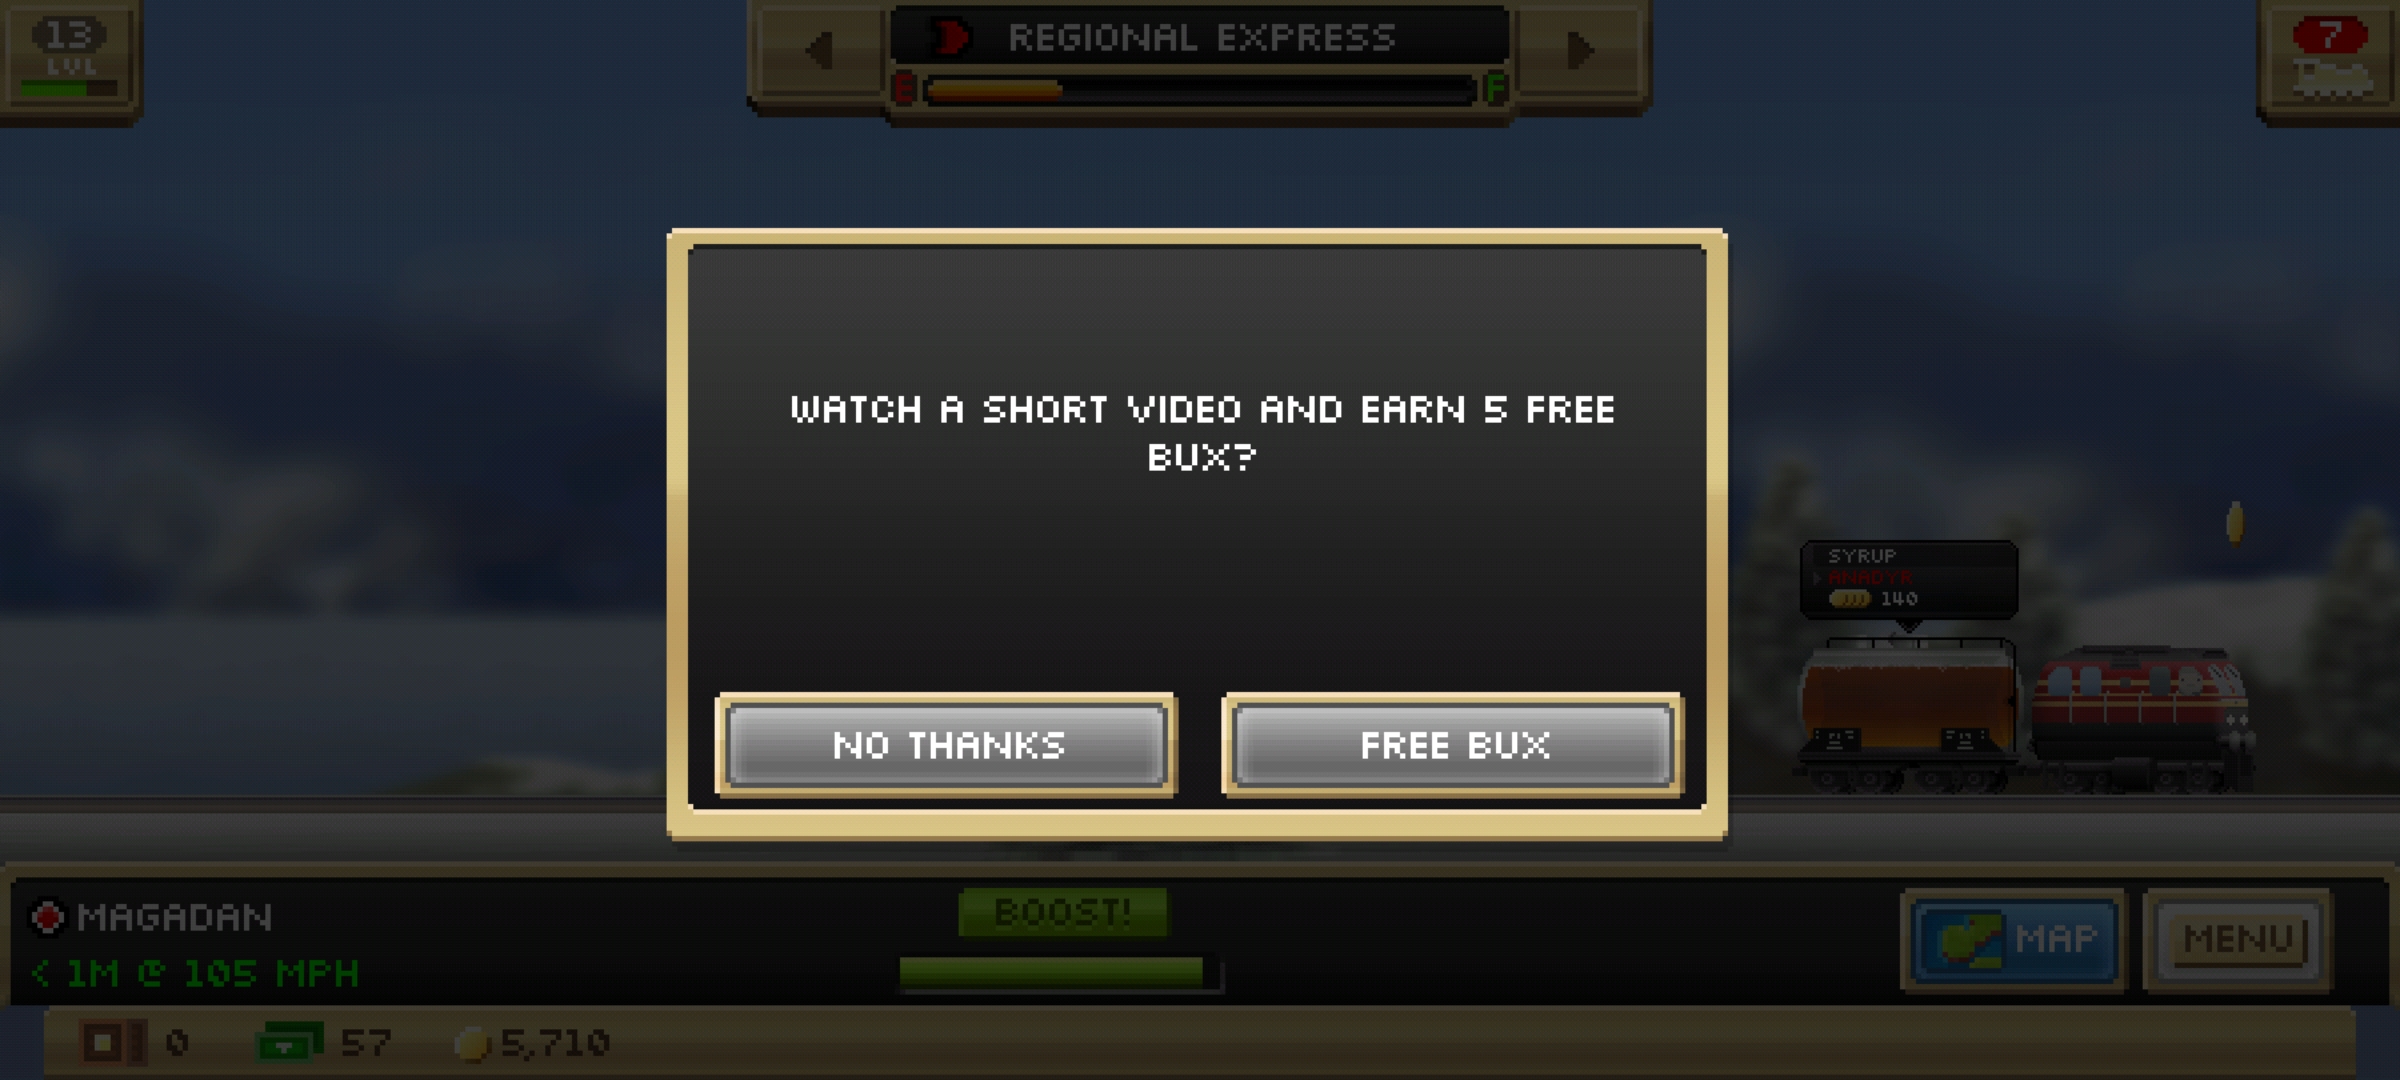 13
LVL
REGIONAL EXPRESS
E F
7
WATCH A SHORT VIDEO AND EARN 5 FREE
BUX?
NO THANKS
FREE BUX
SYRUP
ANADYR
140
MAGADAN
< 1M @ 105 MPH
BOOST!
MAP
MENU
0 57 5,710